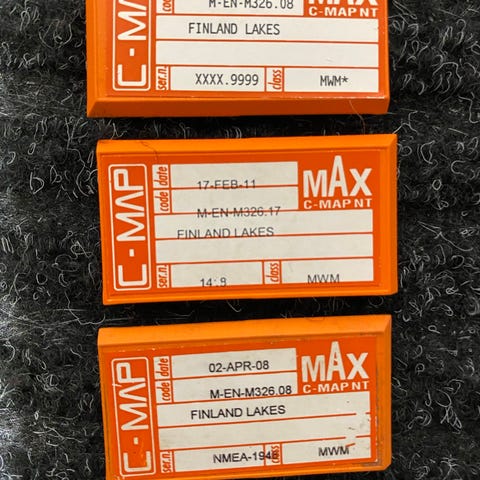 C-MAP
code
M-EN-M326.08
MAX
C-MAP NT
FINLAND LAKES
ser.n.
XXXX.9999
class
MWM*
C-MAP
code date
17-FEB-11
MAX
C-MAP NT
M-EN-M326.17
FINLAND LAKES
ser.n.
class
MWM
C-MAP
code date
02-APR-08
MAX
C-MAP NT
M-EN-M326.08
FINLAND LAKES
ser.n.
class
MWM